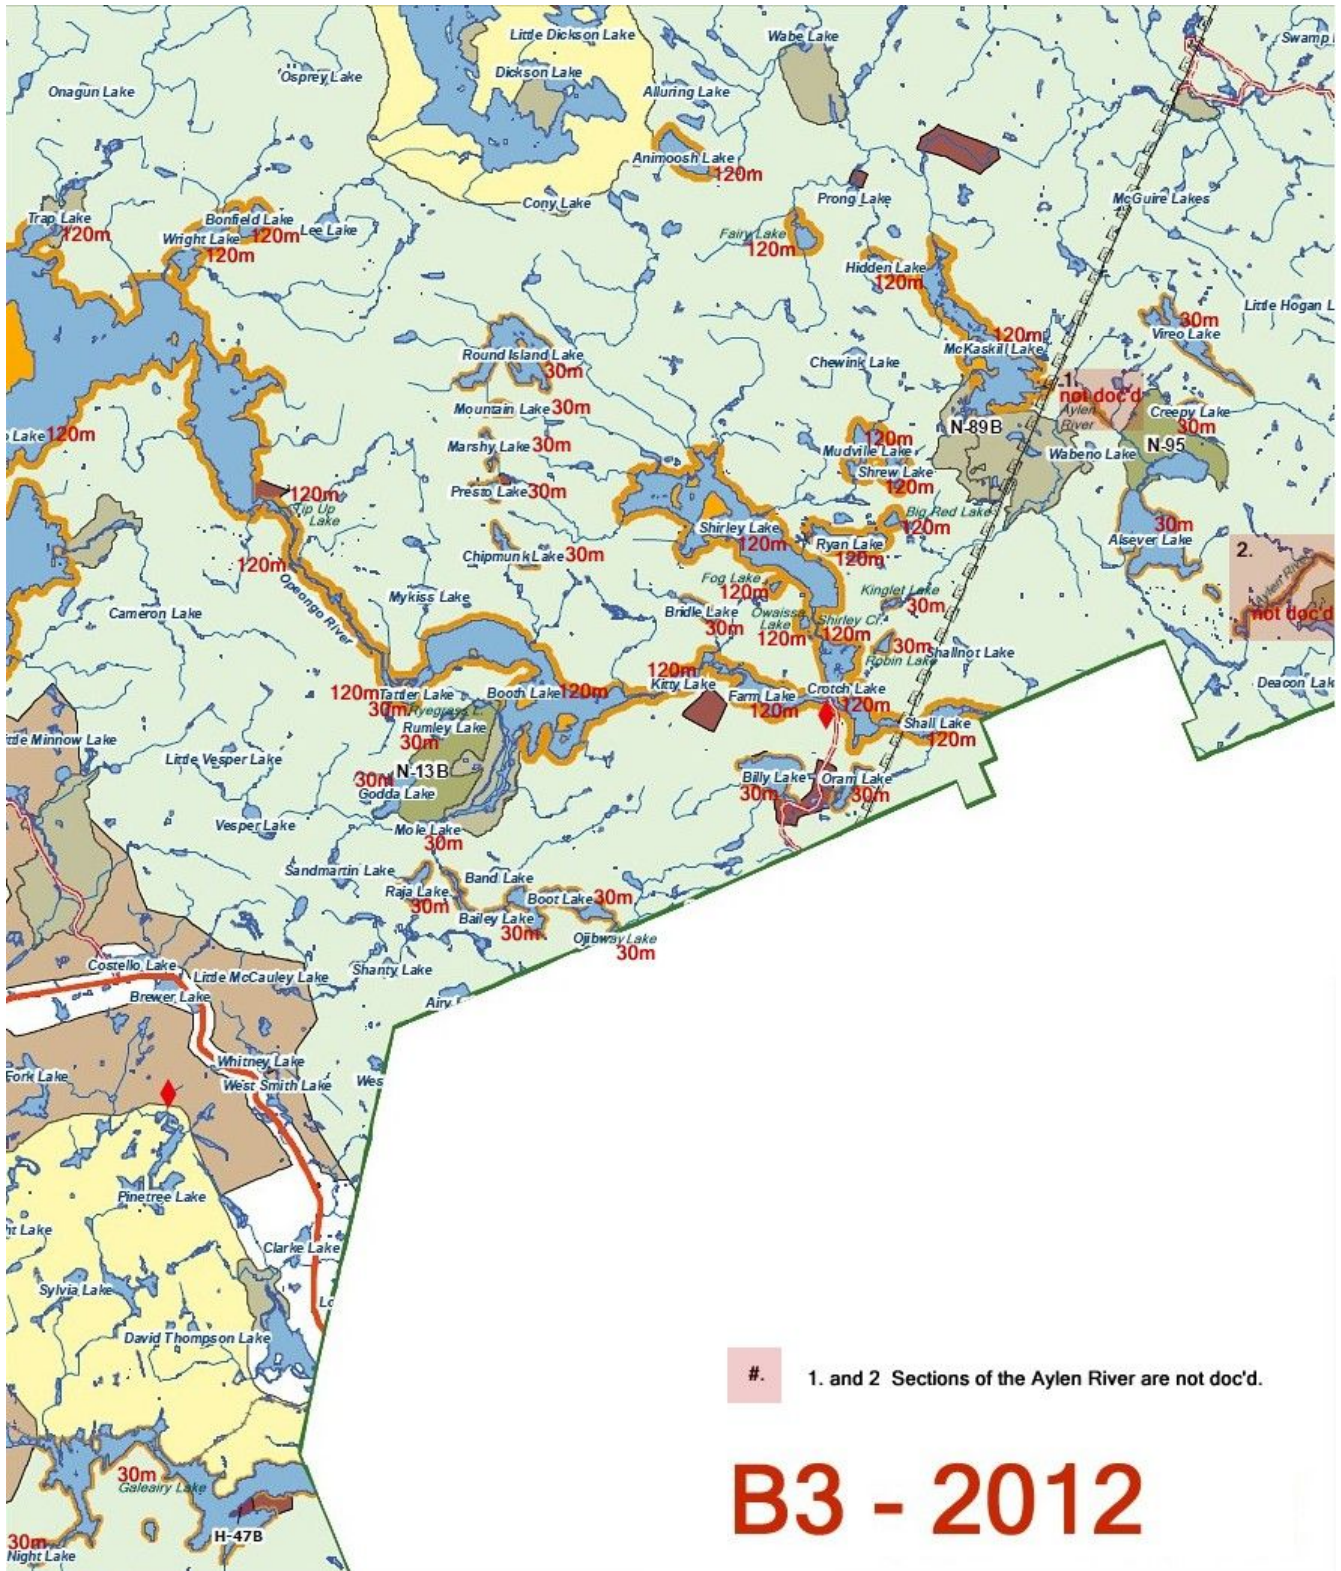 Little Dickson Lake
Wabe Lake
Swamp
Osprey Lake
Dickson Lake
Onagun Lake
Alluring Lake
Animoosh Lake
120m
Cony Lake
Prong Lake
McGuire Lakes
Trap Lake
120m
Bonfield Lake
120m
Lee Lake
Wright Lake
120m
Fairy Lake
120m
Hidden Lake
120m
Little Hogan L
30m
Vireo Lake
Round Island Lake
30m
120m
McKaskill Lake
Chewink Lake
1.
not doc'd
Aylen
River
Mountain Lake 30m
Creepy Lake
30m
N-89B
N-95
Lake 120m
Marshy Lake 30m
120m
Mudville Lake
Wabeno Lake
Shrew Lake
120m
Presto Lake 30m
120m
Tip Up
Lake
Big Red Lake
120m
Shirley Lake
120m
30m
Alsever Lake
Ryan Lake
120m
2.
Aylen River
not doc'd
Chipmunk Lake 30m
120m
Opeongo River
Fog Lake
120m
Kinglet Lake
30m
Mykiss Lake
Cameron Lake
Bridle Lake
30m
Owaissa
Lake
120m
Shirley Cr.
120m
30m
Robin Lake
Shallnot Lake
120m
Kitty Lake
Deacon Lak
120m
Tattler Lake
30m
Ryegrass L.
Booth Lake 120m
Farm Lake
120m
Crotch Lake
120m
Rumley Lake
30m
Shall Lake
120m
ttle Minnow Lake
Little Vesper Lake
N-13B
30m
Godda Lake
Billy Lake
30m
Oram Lake
30m
Vesper Lake
Mole Lake
30m
Sandmartin Lake
Band Lake
Raja Lake
30m
Boot Lake 30m
Bailey Lake
30m
Ojibway Lake
30m
Costello Lake
Little McCauley Lake
Shanty Lake
Brewer Lake
Airy
Whitney Lake
Fork Lake
West Smith Lake
Wes
Pinetree Lake
ht Lake
Clarke Lake
Sylvia Lake
Lo
David Thompson Lake
#.
1. and 2 Sections of the Aylen River are not doc'd.
30m
Galeairy Lake
B3 - 2012
H-47B
30m
Night Lake